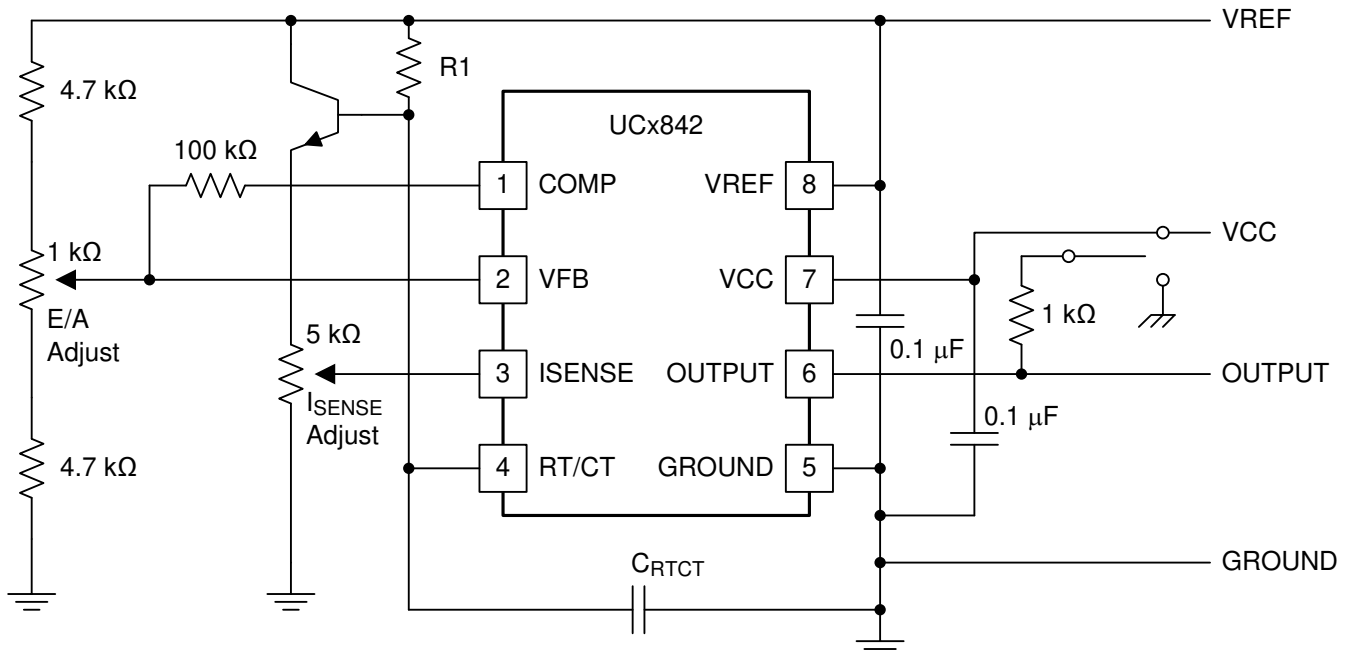 VREF
4.7 kΩ
R1
UCx842
100 kΩ
1 COMP
VREF 8
1 kΩ
E/A
Adjust
2 VFB
VCC 7
VCC
1 kΩ
0.1 μF
5 kΩ
ISENSE
Adjust
3 ISENSE
OUTPUT 6
OUTPUT
0.1 μF
4.7 kΩ
4 RT/CT
GROUND 5
CRTCT
GROUND